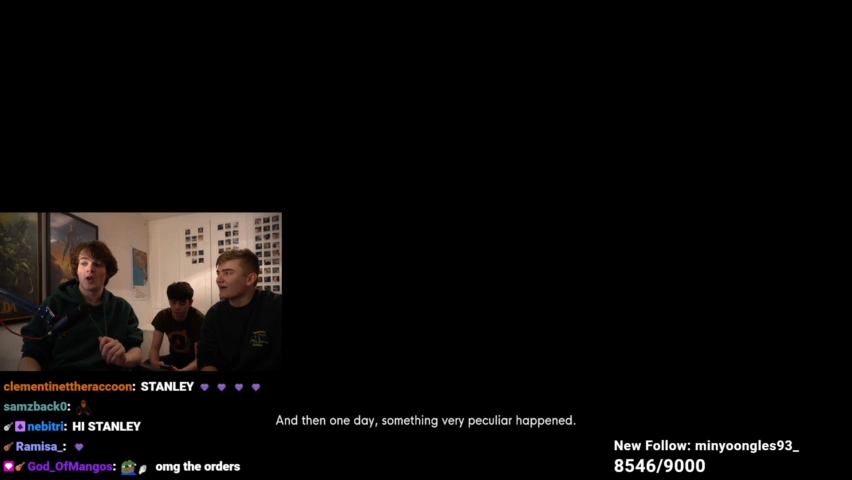 clementinettheraccoon: STANLEY
samzback0:
nebitri: HI STANLEY
Ramisa_:
God_OfMangos: omg the orders
And then one day, something very peculiar happened.
New Follow: minyoongles93_
8546/9000